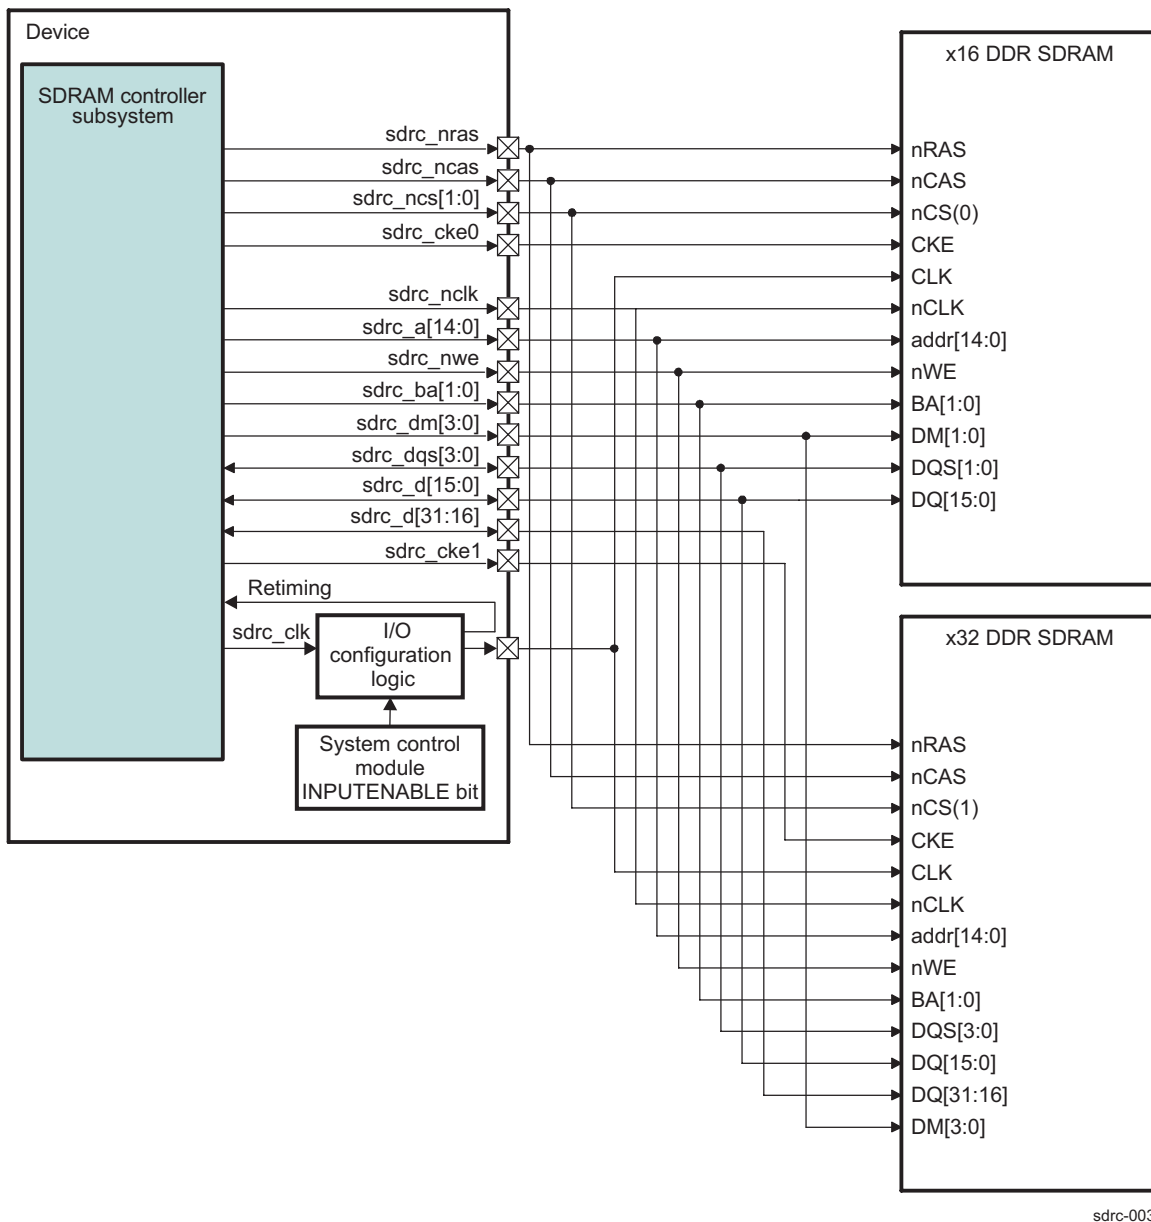 Device
SDRAM controller
subsystem
sdrc_nras
sdrc_ncas
sdrc_ncs[1:0]
sdrc_cke0
sdrc_nclk
sdrc_a[14:0]
sdrc_nwe
sdrc_ba[1:0]
sdrc_dm[3:0]
sdrc_dqs[3:0]
sdrc_d[15:0]
sdrc_d[31:16]
sdrc_cke1
Retiming
sdrc_clk
I/O
configuration
logic
System control
module
INPUTENABLE bit
x16 DDR SDRAM
nRAS
nCAS
nCS(0)
CKE
CLK
nCLK
addr[14:0]
nWE
BA[1:0]
DM[1:0]
DQS[1:0]
DQ[15:0]
x32 DDR SDRAM
nRAS
nCAS
nCS(1)
CKE
CLK
nCLK
addr[14:0]
nWE
BA[1:0]
DQS[3:0]
DQ[15:0]
DQ[31:16]
DM[3:0]
sdrc-003